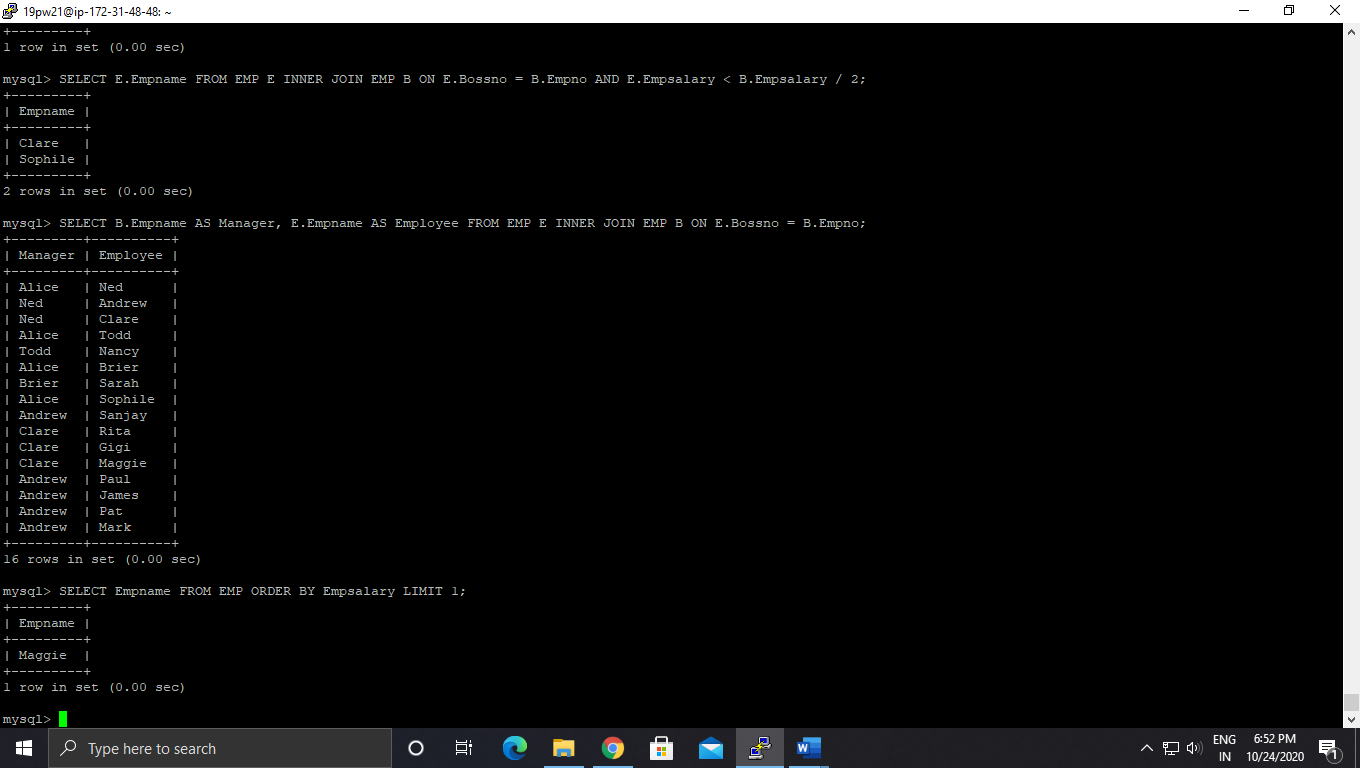 19pw21@ip-172-31-48-48: ~
+---------+
1 row in set (0.00 sec)
mysql> SELECT E.Empname FROM EMP E INNER JOIN EMP B ON E.Bossno = B.Empno AND E.Empsalary < B.Empsalary / 2;
+---------+
| Empname |
+---------+
| Clare   |
| Sophile |
+---------+
2 rows in set (0.00 sec)
mysql> SELECT B.Empname AS Manager, E.Empname AS Employee FROM EMP E INNER JOIN EMP B ON E.Bossno = B.Empno;
+---------+----------+
| Manager | Employee |
+---------+----------+
| Alice   | Ned      |
| Ned     | Andrew   |
| Ned     | Clare    |
| Alice   | Todd     |
| Todd    | Nancy    |
| Alice   | Brier    |
| Brier   | Sarah    |
| Alice   | Sophile  |
| Andrew  | Sanjay   |
| Clare   | Rita     |
| Clare   | Gigi     |
| Clare   | Maggie   |
| Andrew  | Paul     |
| Andrew  | James    |
| Andrew  | Pat      |
| Andrew  | Mark     |
+---------+----------+
16 rows in set (0.00 sec)
mysql> SELECT Empname FROM EMP ORDER BY Empsalary LIMIT 1;
+---------+
| Empname |
+---------+
| Maggie  |
+---------+
1 row in set (0.00 sec)
mysql>
Type here to search
W
ENG
IN
6:52 PM
10/24/2020
1